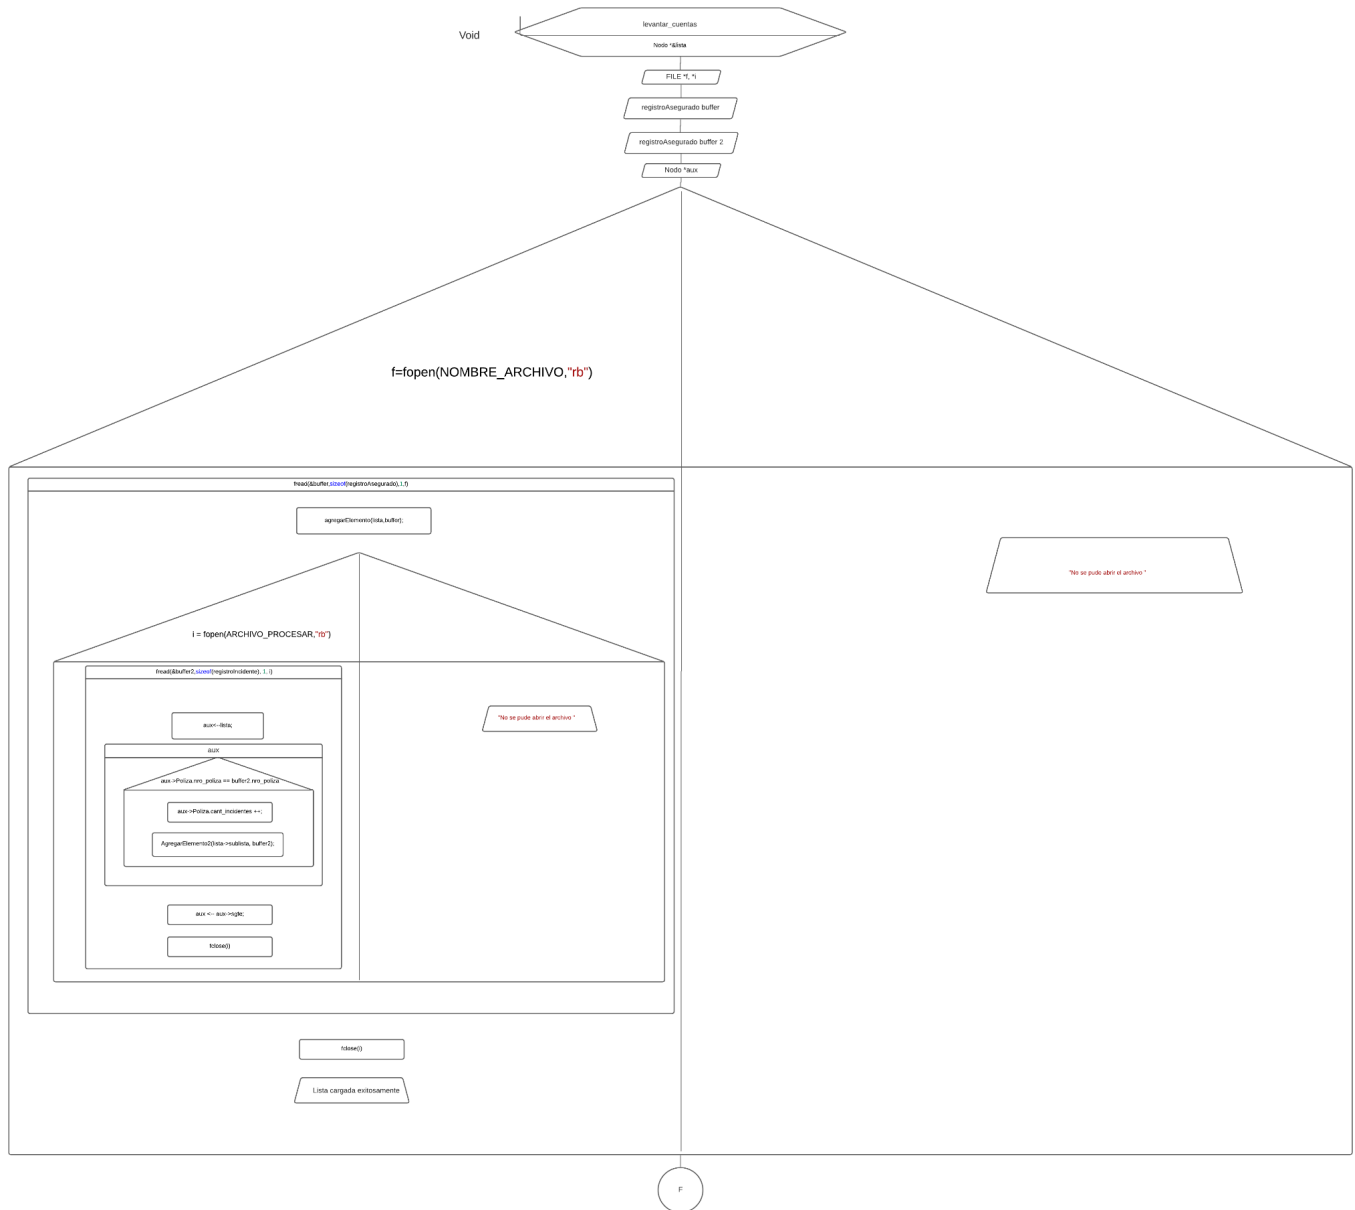 levantar_cuentas
Void
Nodo *&lista
FILE *f, *i
registroAsegurado buffer
registroAsegurado buffer 2
Nodo *aux
f=fopen(NOMBRE_ARCHIVO,"rb")
fread(&buffer,sizeof(registroAsegurado),1,f)
agregarElemento(lista,buffer);
"No se pude abrir el archivo "
i = fopen(ARCHIVO_PROCESAR,"rb")
fread(&buffer2,sizeof(registroIncidente), 1, i)
"No se pude abrir el archivo "
aux<--lista;
aux
aux->Poliza.nro_poliza == buffer2.nro_poliza
aux->Poliza.cant_incidentes ++;
AgregarElemento2(lista->sublista, buffer2);
aux <-- aux->sgte;
fclose(i)
fclose(i)
Lista cargada exitosamente
F